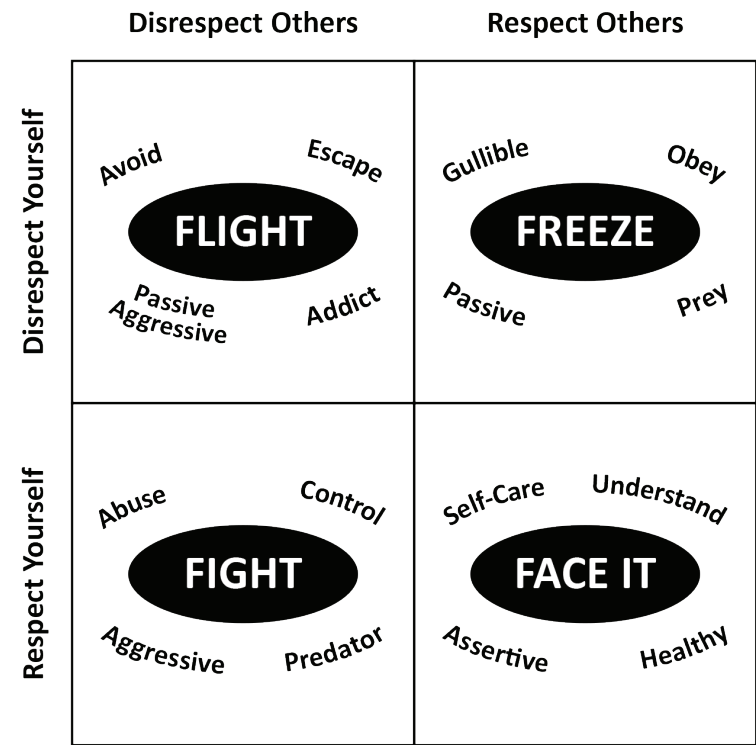 Disrespect Others
Respect Others
Disrespect Yourself
Avoid
Escape
FLIGHT
Passive
Aggressive
Addict
Gullible
Obey
FREEZE
Passive
Prey
Respect Yourself
Abuse
Control
FIGHT
Aggressive
Predator
Self-Care
Understand
FACE IT
Assertive
Healthy